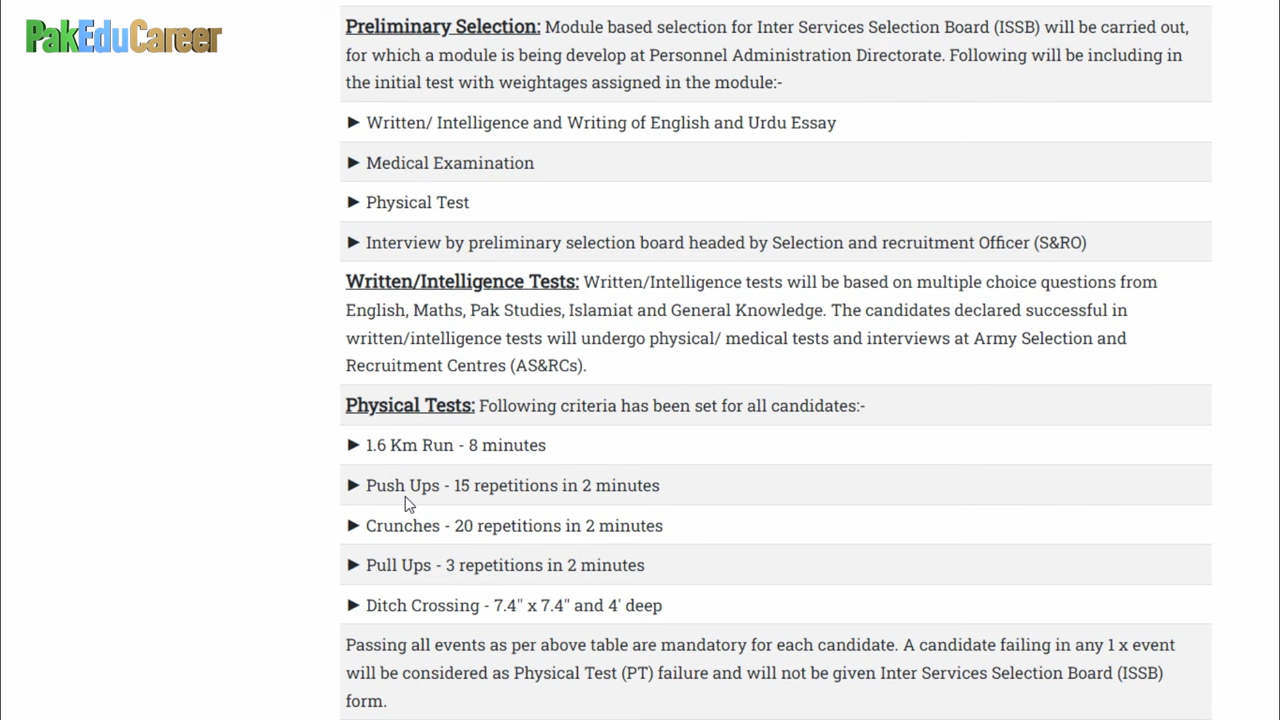 PakEduCareer
Preliminary Selection: Module based selection for Inter Services Selection Board (ISSB) will be carried out,
for which a module is being develop at Personnel Administration Directorate. Following will be including in
the initial test with weightages assigned in the module:-
► Written/ Intelligence and Writing of English and Urdu Essay
► Medical Examination
► Physical Test
► Interview by preliminary selection board headed by Selection and recruitment Officer (S&RO)
Written/Intelligence Tests: Written/Intelligence tests will be based on multiple choice questions from
English, Maths, Pak Studies, Islamiat and General Knowledge. The candidates declared successful in
written/intelligence tests will undergo physical/ medical tests and interviews at Army Selection and
Recruitment Centres (AS&RCs).
Physical Tests: Following criteria has been set for all candidates:-
► 1.6 Km Run - 8 minutes
► Push Ups - 15 repetitions in 2 minutes
► Crunches - 20 repetitions in 2 minutes
► Pull Ups - 3 repetitions in 2 minutes
► Ditch Crossing - 7.4" x 7.4" and 4' deep
Passing all events as per above table are mandatory for each candidate. A candidate failing in any 1 x event
will be considered as Physical Test (PT) failure and will not be given Inter Services Selection Board (ISSB)
form.